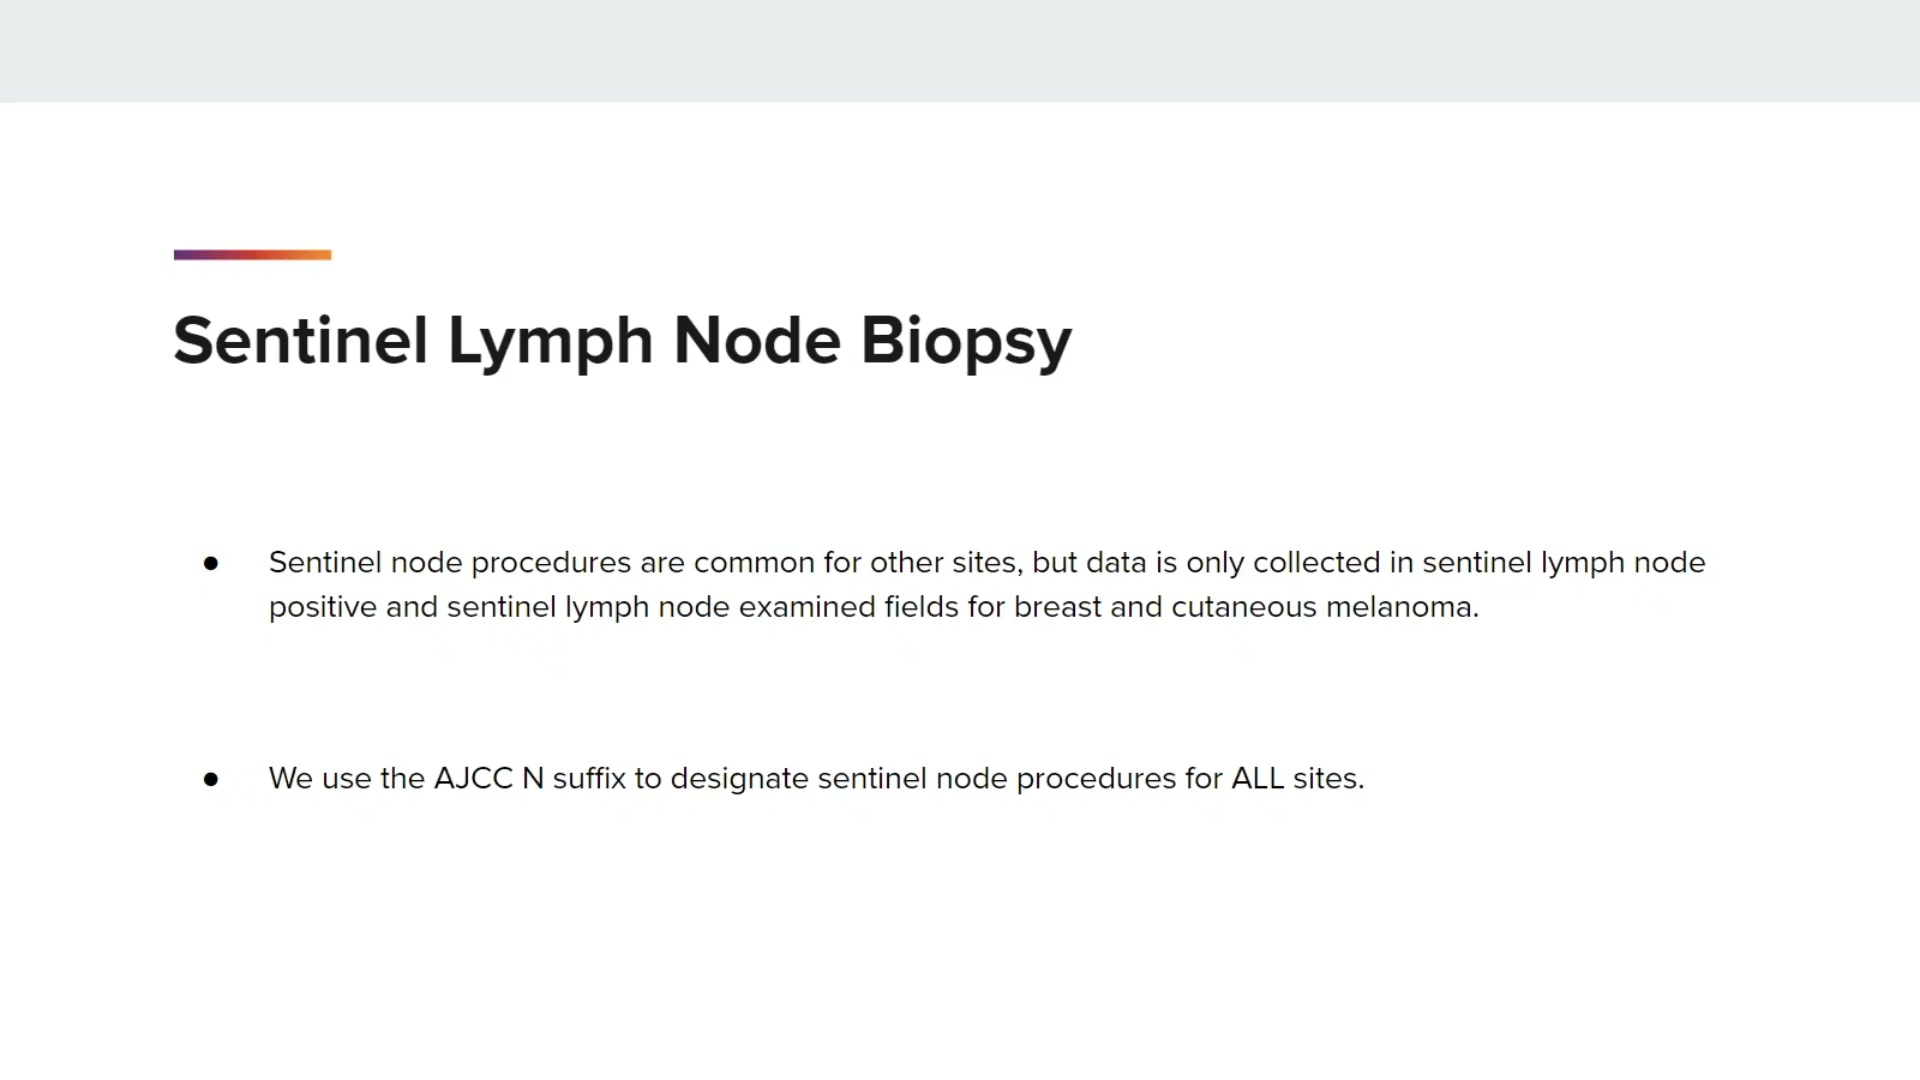 Sentinel Lymph Node Biopsy
● Sentinel node procedures are common for other sites, but data is only collected in sentinel lymph node
positive and sentinel lymph node examined fields for breast and cutaneous melanoma.
● We use the AJCC N suffix to designate sentinel node procedures for ALL sites.